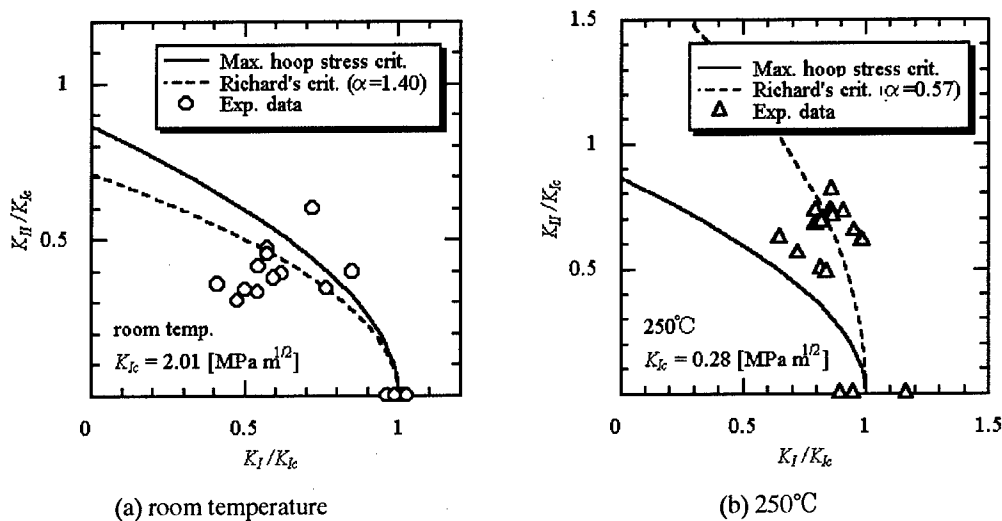 Max. hoop stress crit.
Richard's crit. (α=1.40)
Exp. data
1
0.5
0
K_II/K_Ic
room temp.
K_Ic = 2.01 [MPa m^1/2]
0
0.5
1
K_I/K_Ic
(a) room temperature
Max. hoop stress crit.
Richard's crit. (α=0.57)
Exp. data
1.5
1
0.5
0
K_II/K_Ic
250℃
K_Ic = 0.28 [MPa m^1/2]
0
0.5
1
1.5
K_I/K_Ic
(b) 250℃